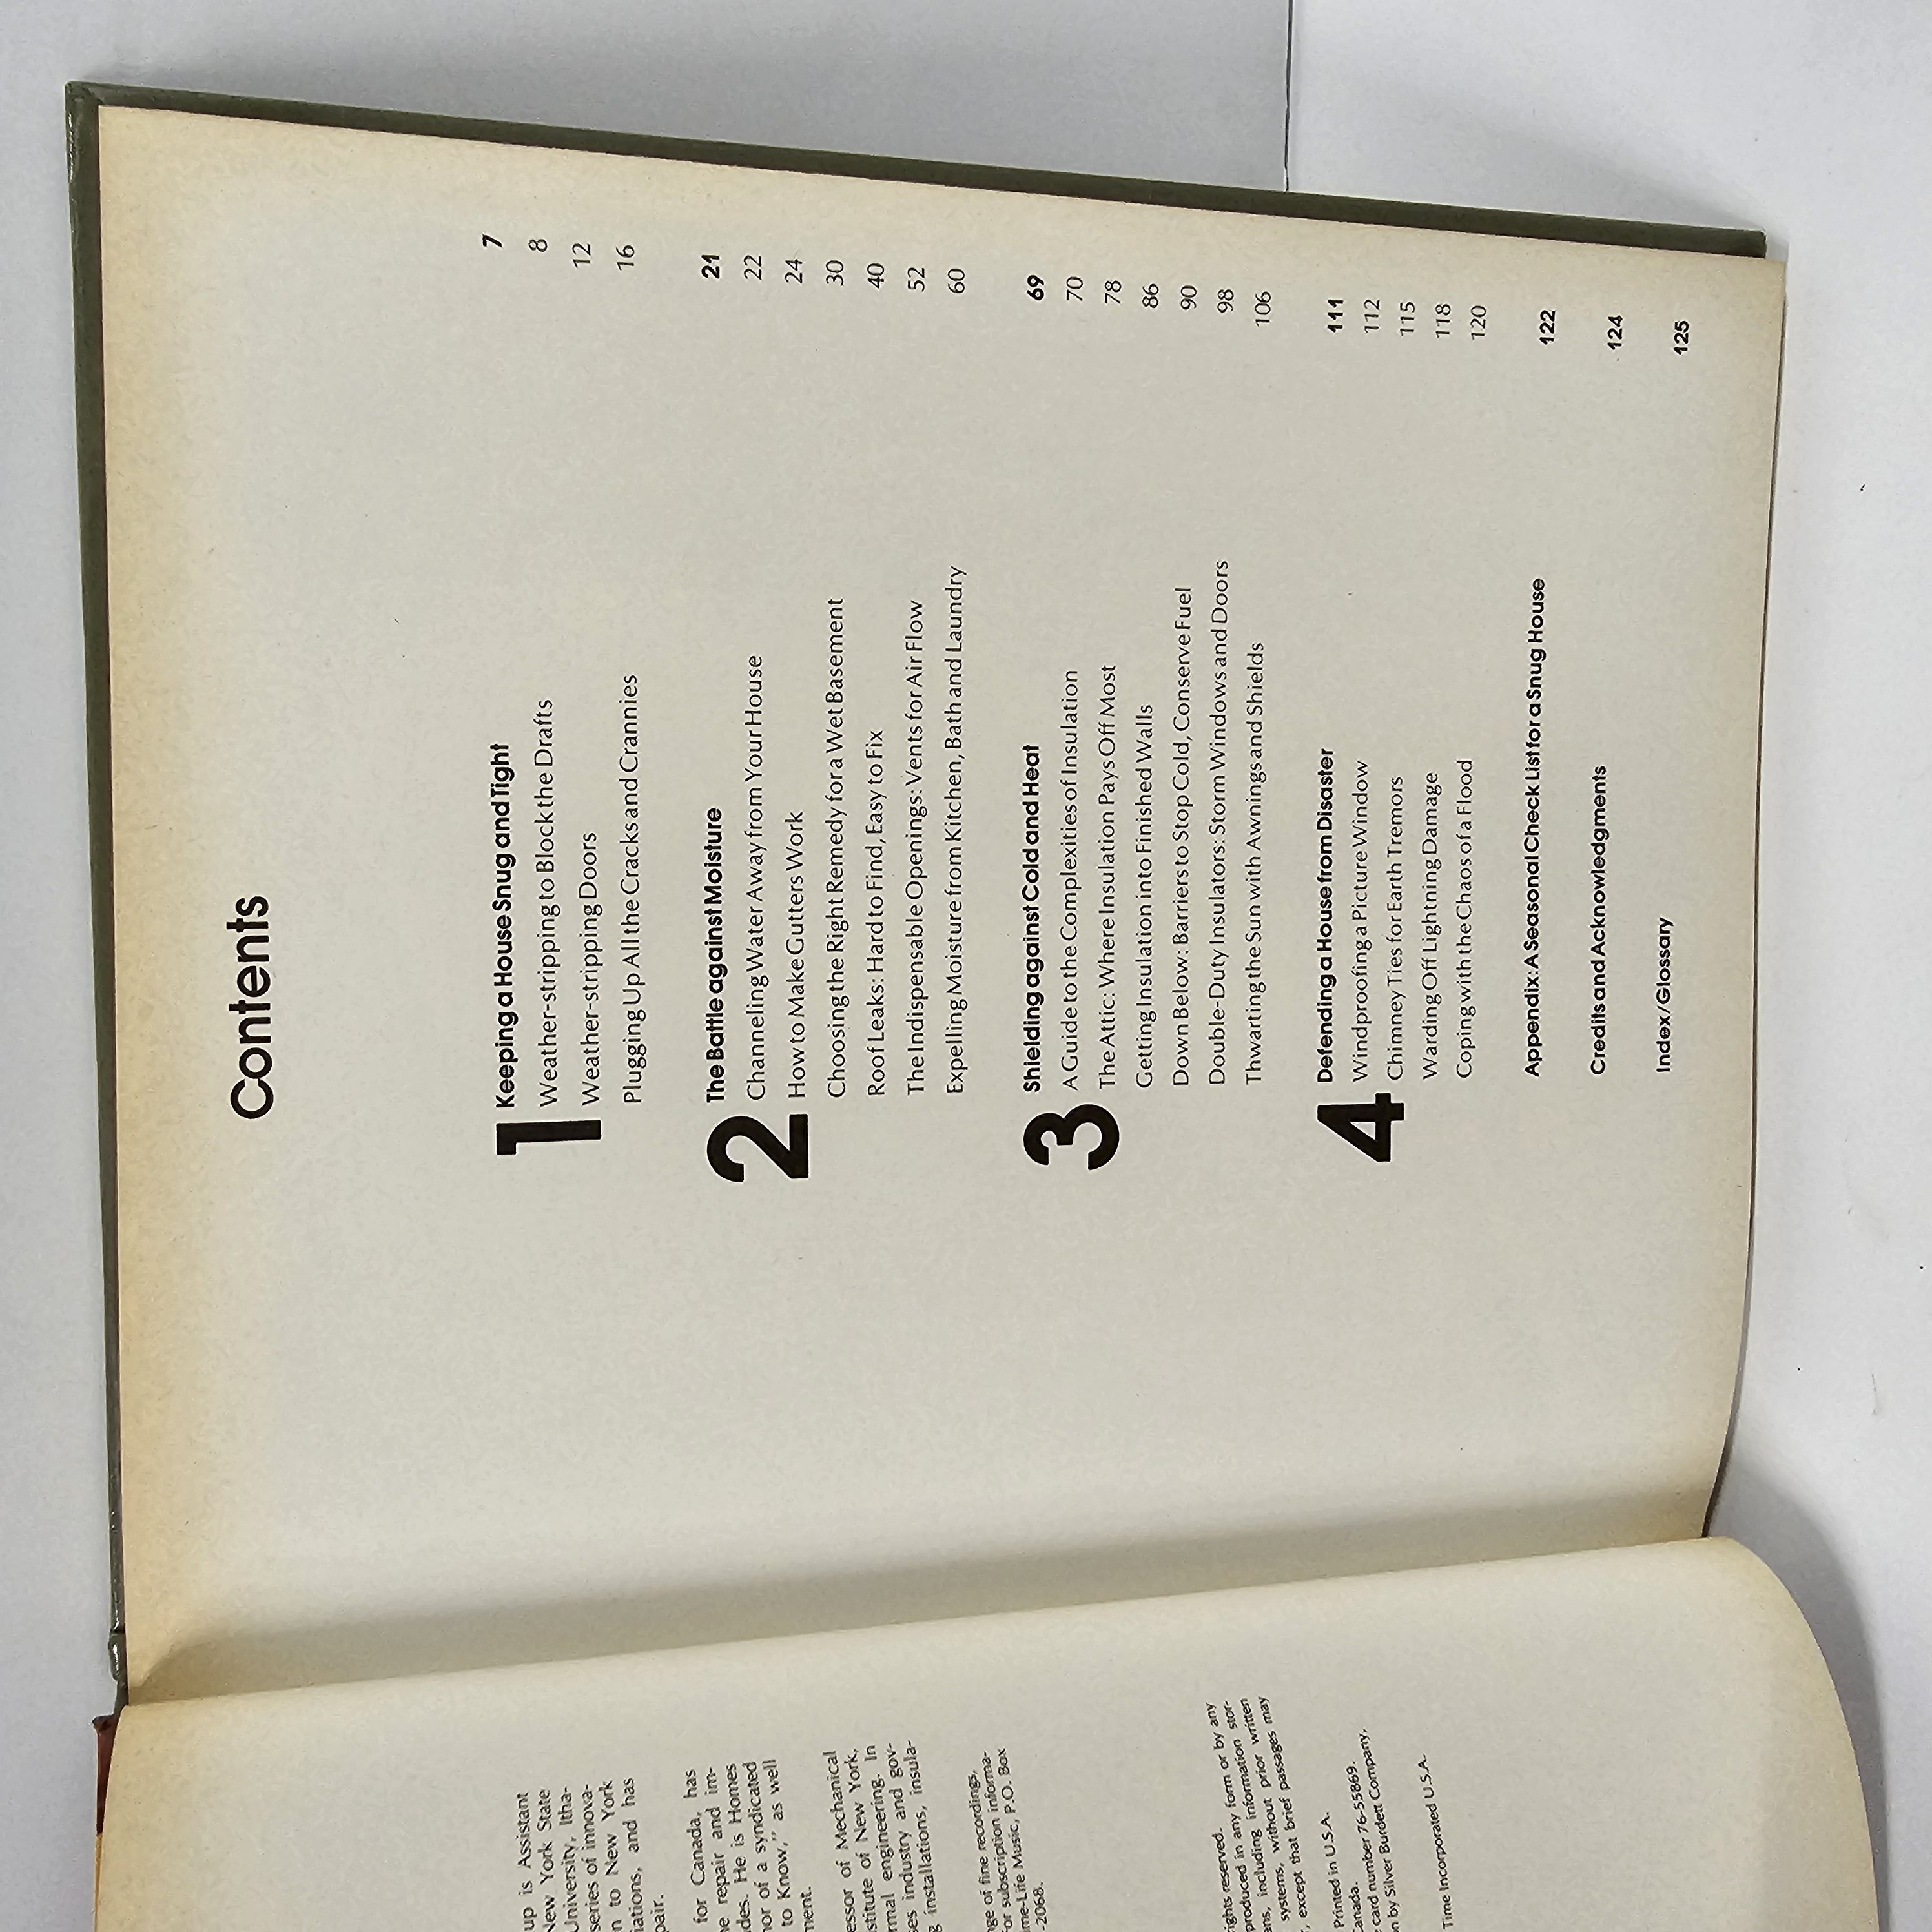 up is Assistant
New York State
University, Itha-
series of innova-
n to New York
iations, and has
pair.
for Canada, has
ne repair and im-
des. He is Homes
hor of a syndicated
to Know," as well
ment.
essor of Mechanical
stitute of New York,
rmal engineering. In
ses industry and gov-
g installations, insula-
nge of fine recordings,
For subscription informa-
ime-Life Music, P.O. Box
-2068.
rights reserved.
produced in any form or by any
ans, including information stor-
systems, without prior written
r, except that brief passages may
Printed in U.S.A.
Canada.
card number 76-55869.
n by Silver Burdett Company,
Time Incorporated U.S.A.
Contents
1 Keeping a House Snug and Tight 7
Weather-stripping to Block the Drafts 8
Weather-stripping Doors 12
Plugging Up All the Cracks and Crannies 16
2 The Battle against Moisture 21
Channeling Water Away from Your House 22
How to Make Gutters Work 24
Choosing the Right Remedy for a Wet Basement 30
Roof Leaks: Hard to Find, Easy to Fix 40
The Indispensable Openings: Vents for Air Flow 52
Expelling Moisture from Kitchen, Bath and Laundry 60
3 Shielding against Cold and Heat 69
A Guide to the Complexities of Insulation 70
The Attic: Where Insulation Pays Off Most 78
Getting Insulation into Finished Walls 86
Down Below: Barriers to Stop Cold, Conserve Fuel 90
Double-Duty Insulators: Storm Windows and Doors 98
Thwarting the Sun with Awnings and Shields 106
4 Defending a House from Disaster 111
Windproofing a Picture Window 112
Chimney Ties for Earth Tremors 115
Warding Off Lightning Damage 118
Coping with the Chaos of a Flood 120
Appendix: A Seasonal Check List for a Snug House 122
Credits and Acknowledgments 124
Index/Glossary 125